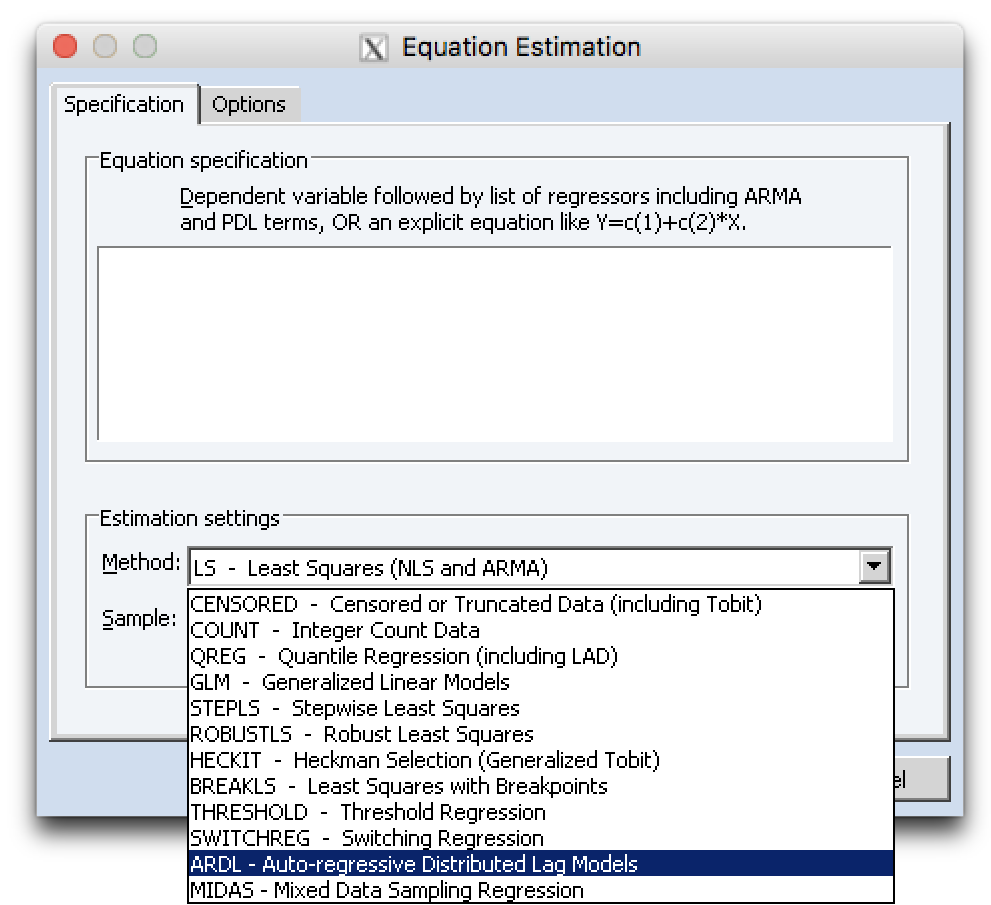 Equation Estimation
Specification
Options
Equation specification
Dependent variable followed by list of regressors including ARMA
and PDL terms, OR an explicit equation like Y=c(1)+c(2)*X.
Estimation settings
Method:
LS - Least Squares (NLS and ARMA)
Sample:
CENSORED - Censored or Truncated Data (including Tobit)
COUNT - Integer Count Data
QREG - Quantile Regression (including LAD)
GLM - Generalized Linear Models
STEPLS - Stepwise Least Squares
ROBUSTLS - Robust Least Squares
HECKIT - Heckman Selection (Generalized Tobit)
BREAKLS - Least Squares with Breakpoints
THRESHOLD - Threshold Regression
SWITCHREG - Switching Regression
ARDL - Auto-regressive Distributed Lag Models
MIDAS - Mixed Data Sampling Regression